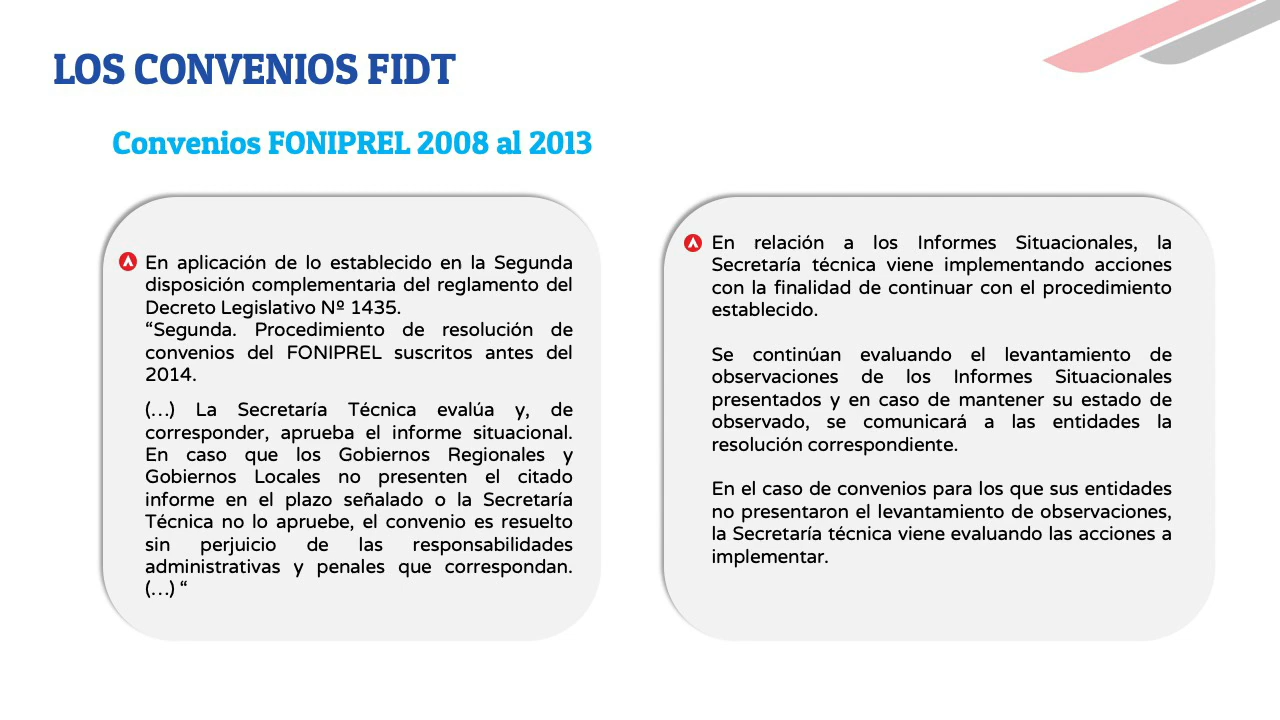 LOS CONVENIOS FIDT
Convenios FONIPREL 2008 al 2013
En aplicación de lo establecido en la Segunda
disposición complementaria del reglamento del
Decreto Legislativo Nº 1435.
“Segunda. Procedimiento de resolución de
convenios del FONIPREL suscritos antes del
2014.
(…) La Secretaría Técnica evalúa y, de
corresponder, aprueba el informe situacional.
En caso que los Gobiernos Regionales y
Gobiernos Locales no presenten el citado
informe en el plazo señalado o la Secretaría
Técnica no lo apruebe, el convenio es resuelto
sin perjuicio de las responsabilidades
administrativas y penales que correspondan.
(…) “
En relación a los Informes Situacionales, la
Secretaría técnica viene implementando acciones
con la finalidad de continuar con el procedimiento
establecido.
Se continúan evaluando el levantamiento de
observaciones de los Informes Situacionales
presentados y en caso de mantener su estado de
observado, se comunicará a las entidades la
resolución correspondiente.
En el caso de convenios para los que sus entidades
no presentaron el levantamiento de observaciones,
la Secretaría técnica viene evaluando las acciones a
implementar.